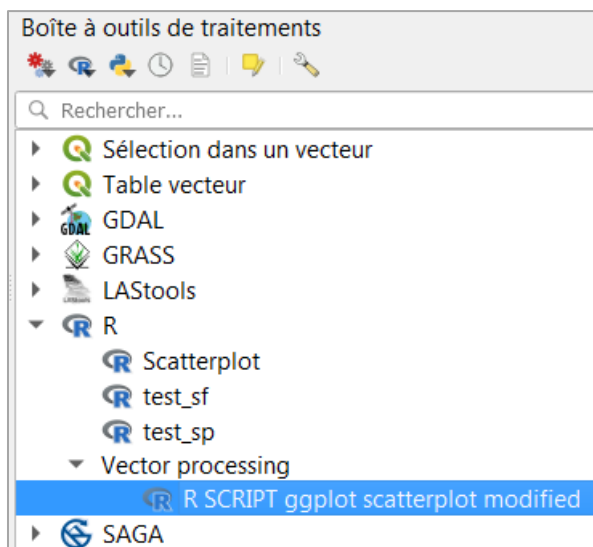 Boîte à outils de traitements
Rechercher...
Sélection dans un vecteur
Table vecteur
GDAL GDAL
GRASS
LAStools
R R
R Scatterplot
R test_sf
R test_sp
Vector processing
R R SCRIPT ggplot scatterplot modified
SAGA